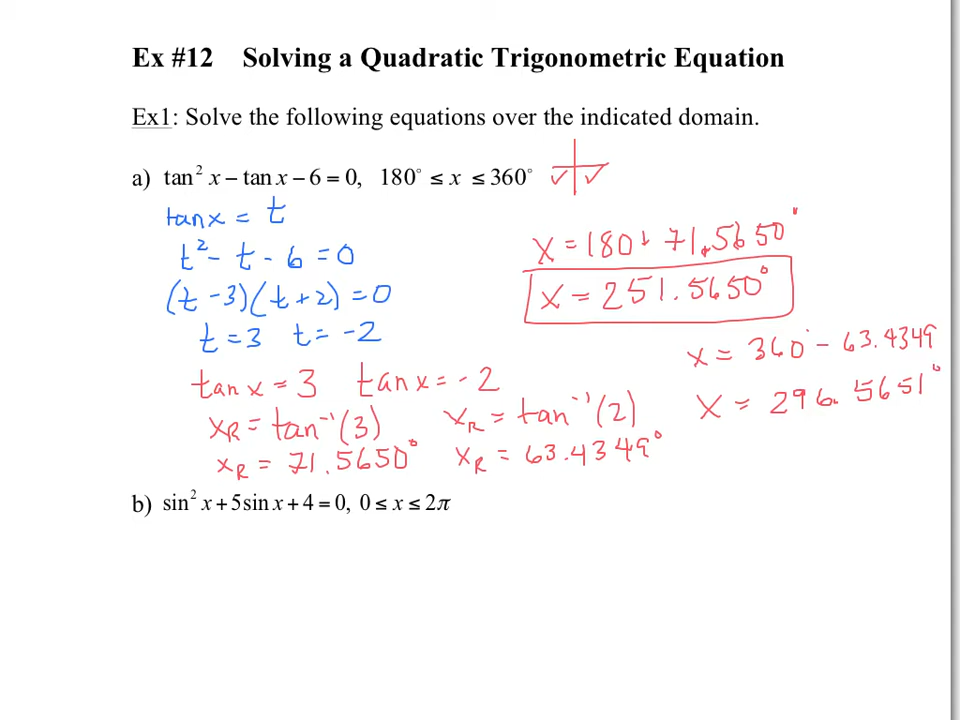 Ex #12 Solving a Quadratic Trigonometric Equation
Ex1: Solve the following equations over the indicated domain.
a) tan² x − tan x − 6 = 0, 180° ≤ x ≤ 360°
tan x = t
t² − t − 6 = 0
(t − 3)(t + 2) = 0
t = 3 t = −2
tan x = 3 tan x = −2
x_R = tan⁻¹(3) x_R = tan⁻¹(2)
x_R = 71.5650° x_R = 63.4349°
x = 180 + 71.5650°
x = 251.5650°
x = 360° − 63.4349
x = 296.5651°
b) sin² x + 5sin x + 4 = 0, 0 ≤ x ≤ 2π